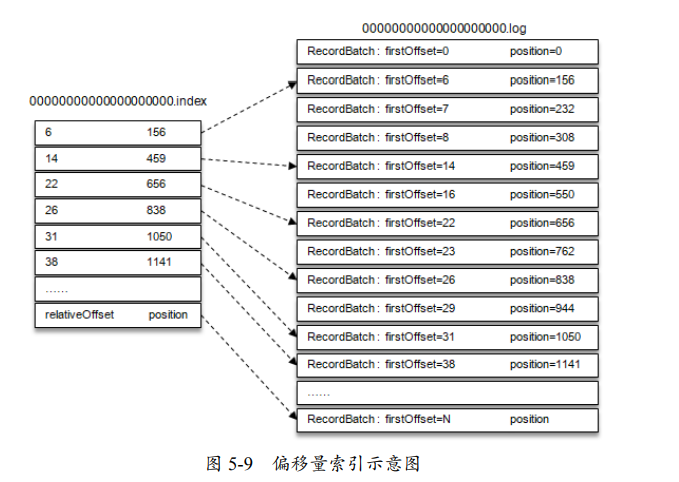 00000000000000000000.log
RecordBatch: firstOffset=0 position=0
RecordBatch: firstOffset=6 position=156
RecordBatch: firstOffset=7 position=232
RecordBatch: firstOffset=8 position=308
RecordBatch: firstOffset=14 position=459
RecordBatch: firstOffset=16 position=550
RecordBatch: firstOffset=22 position=656
RecordBatch: firstOffset=23 position=762
RecordBatch: firstOffset=26 position=838
RecordBatch: firstOffset=29 position=944
RecordBatch: firstOffset=31 position=1050
RecordBatch: firstOffset=38 position=1141
……
RecordBatch: firstOffset=N position
00000000000000000000.index
6 156
14 459
22 656
26 838
31 1050
38 1141
……
relativeOffset position
图 5-9 偏移量索引示意图